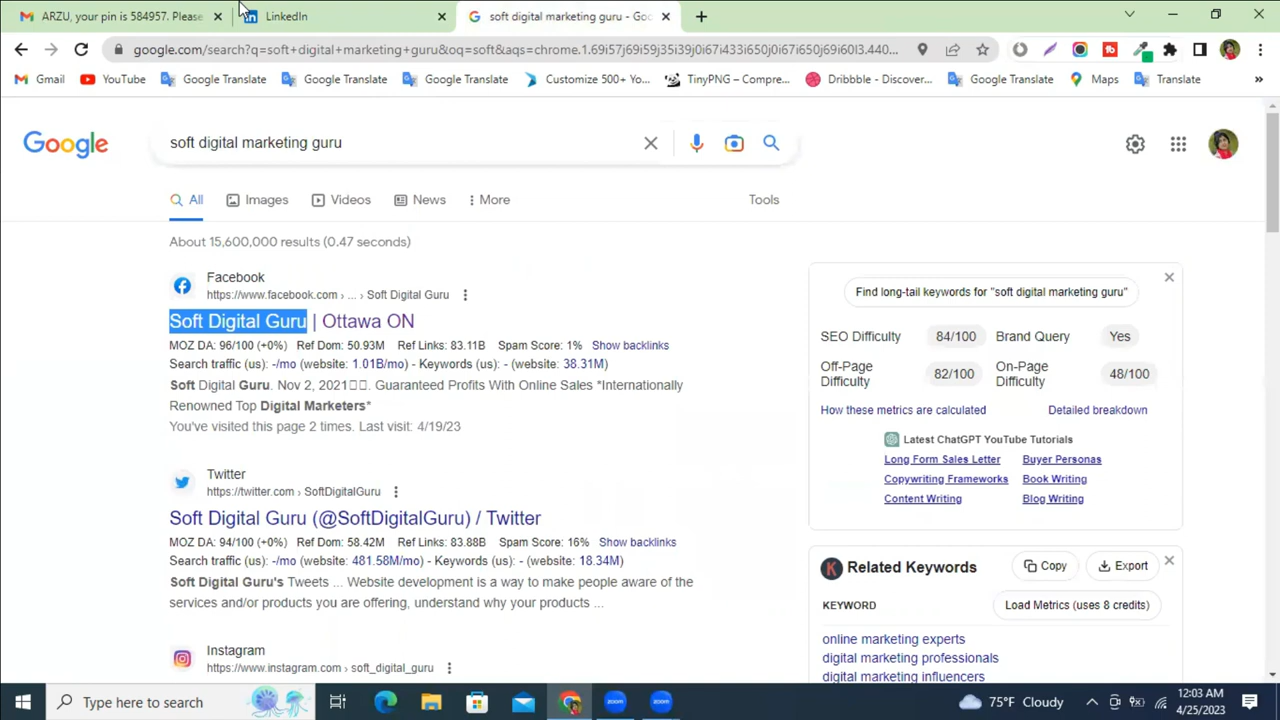 ARZU, your pin is 584957. Please
LinkedIn
soft digital marketing guru - Goo
google.com/search?q=soft+digital+marketing+guru&oq=soft&aqs=chrome.1.69i57j69i59j35i39j0i67i433i650j0i67i650j69i60l3.440...
Gmail
YouTube
Google Translate
Google Translate
Google Translate
Customize 500+ Yo...
TinyPNG – Compre...
Dribbble - Discover...
Google Translate
Maps
Translate
»
Google
soft digital marketing guru
All
Images
Videos
News
More
Tools
About 15,600,000 results (0.47 seconds)
Facebook
https://www.facebook.com › ... › Soft Digital Guru
Soft Digital Guru | Ottawa ON
MOZ DA: 96/100 (+0%) Ref Dom: 50.93M Ref Links: 83.11B Spam Score: 1% Show backlinks
Search traffic (us): -/mo (website: 1.01B/mo) - Keywords (us): - (website: 38.31M)
Soft Digital Guru. Nov 2, 2021▯▯. Guaranteed Profits With Online Sales *Internationally
Renowned Top Digital Marketers*
You've visited this page 2 times. Last visit: 4/19/23
Twitter
https://twitter.com › SoftDigitalGuru
Soft Digital Guru (@SoftDigitalGuru) / Twitter
MOZ DA: 94/100 (+0%) Ref Dom: 58.42M Ref Links: 83.88B Spam Score: 16% Show backlinks
Search traffic (us): -/mo (website: 481.58M/mo) - Keywords (us): - (website: 18.34M)
Soft Digital Guru's Tweets ... Website development is a way to make people aware of the
services and/or products you are offering, understand why your products ...
Instagram
https://www.instagram.com › soft_digital_guru
Find long-tail keywords for "soft digital marketing guru"
SEO Difficulty 84/100 Brand Query Yes
Off-Page Difficulty 82/100 On-Page Difficulty 48/100
How these metrics are calculated
Detailed breakdown
Latest ChatGPT YouTube Tutorials
Long Form Sales Letter Buyer Personas
Copywriting Frameworks Book Writing
Content Writing Blog Writing
Related Keywords
Copy
Export
KEYWORD
Load Metrics (uses 8 credits)
online marketing experts
digital marketing professionals
digital marketing influencers
Type here to search
zoom
zoom
75°F Cloudy
12:03 AM
4/25/2023